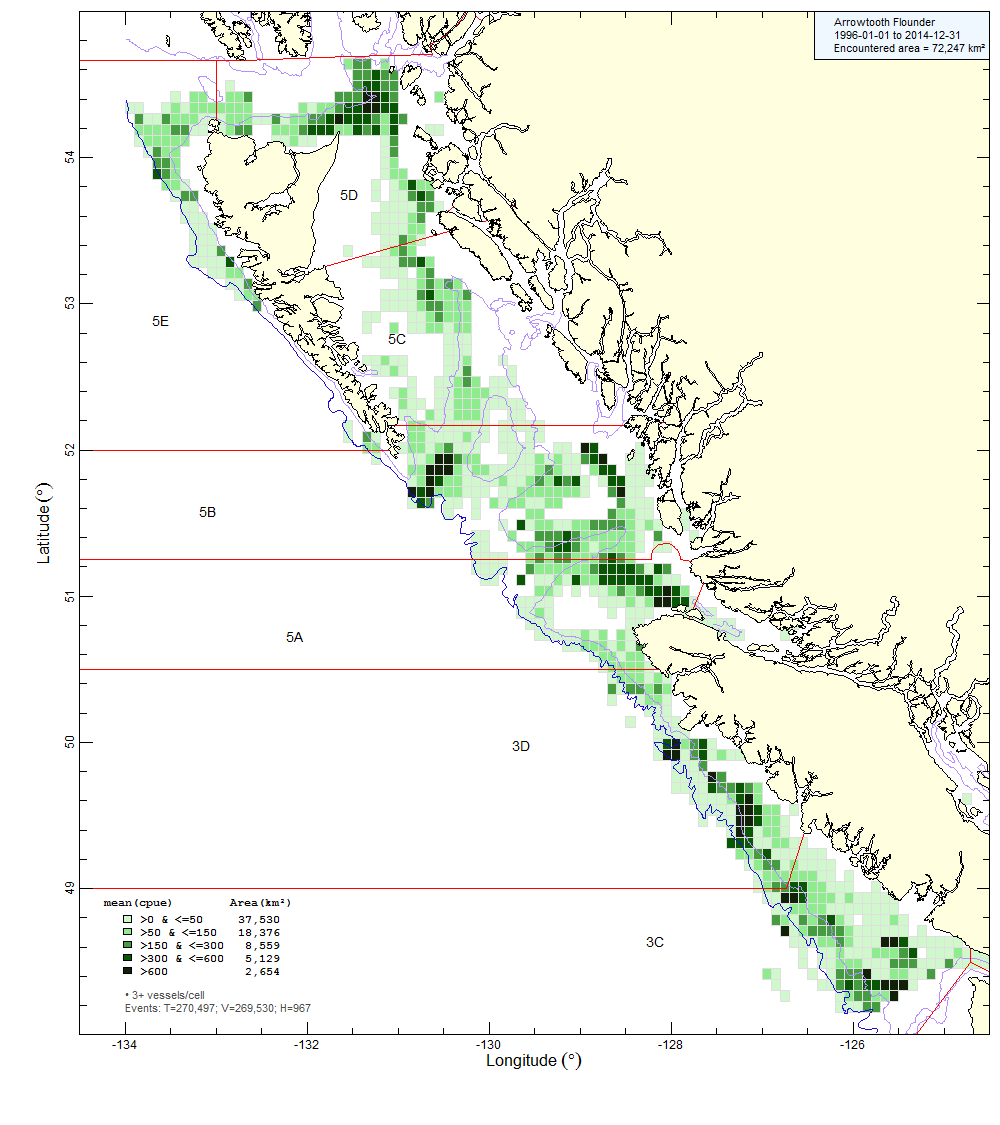 Arrowtooth Flounder
1996-01-01 to 2014-12-31
Encountered area = 72,247 km²
54
53
52
51
50
49
Latitude (°)
5D
5E
5C
5B
5A
3D
3C
mean(cpue) Area(km²)
>0 & <=50 37,530
>50 & <=150 18,376
>150 & <=300 8,559
>300 & <=600 5,129
>600 2,654
• 3+ vessels/cell
Events: T=270,497; V=269,530; H=967
-134 -132 -130 -128 -126
Longitude (°)